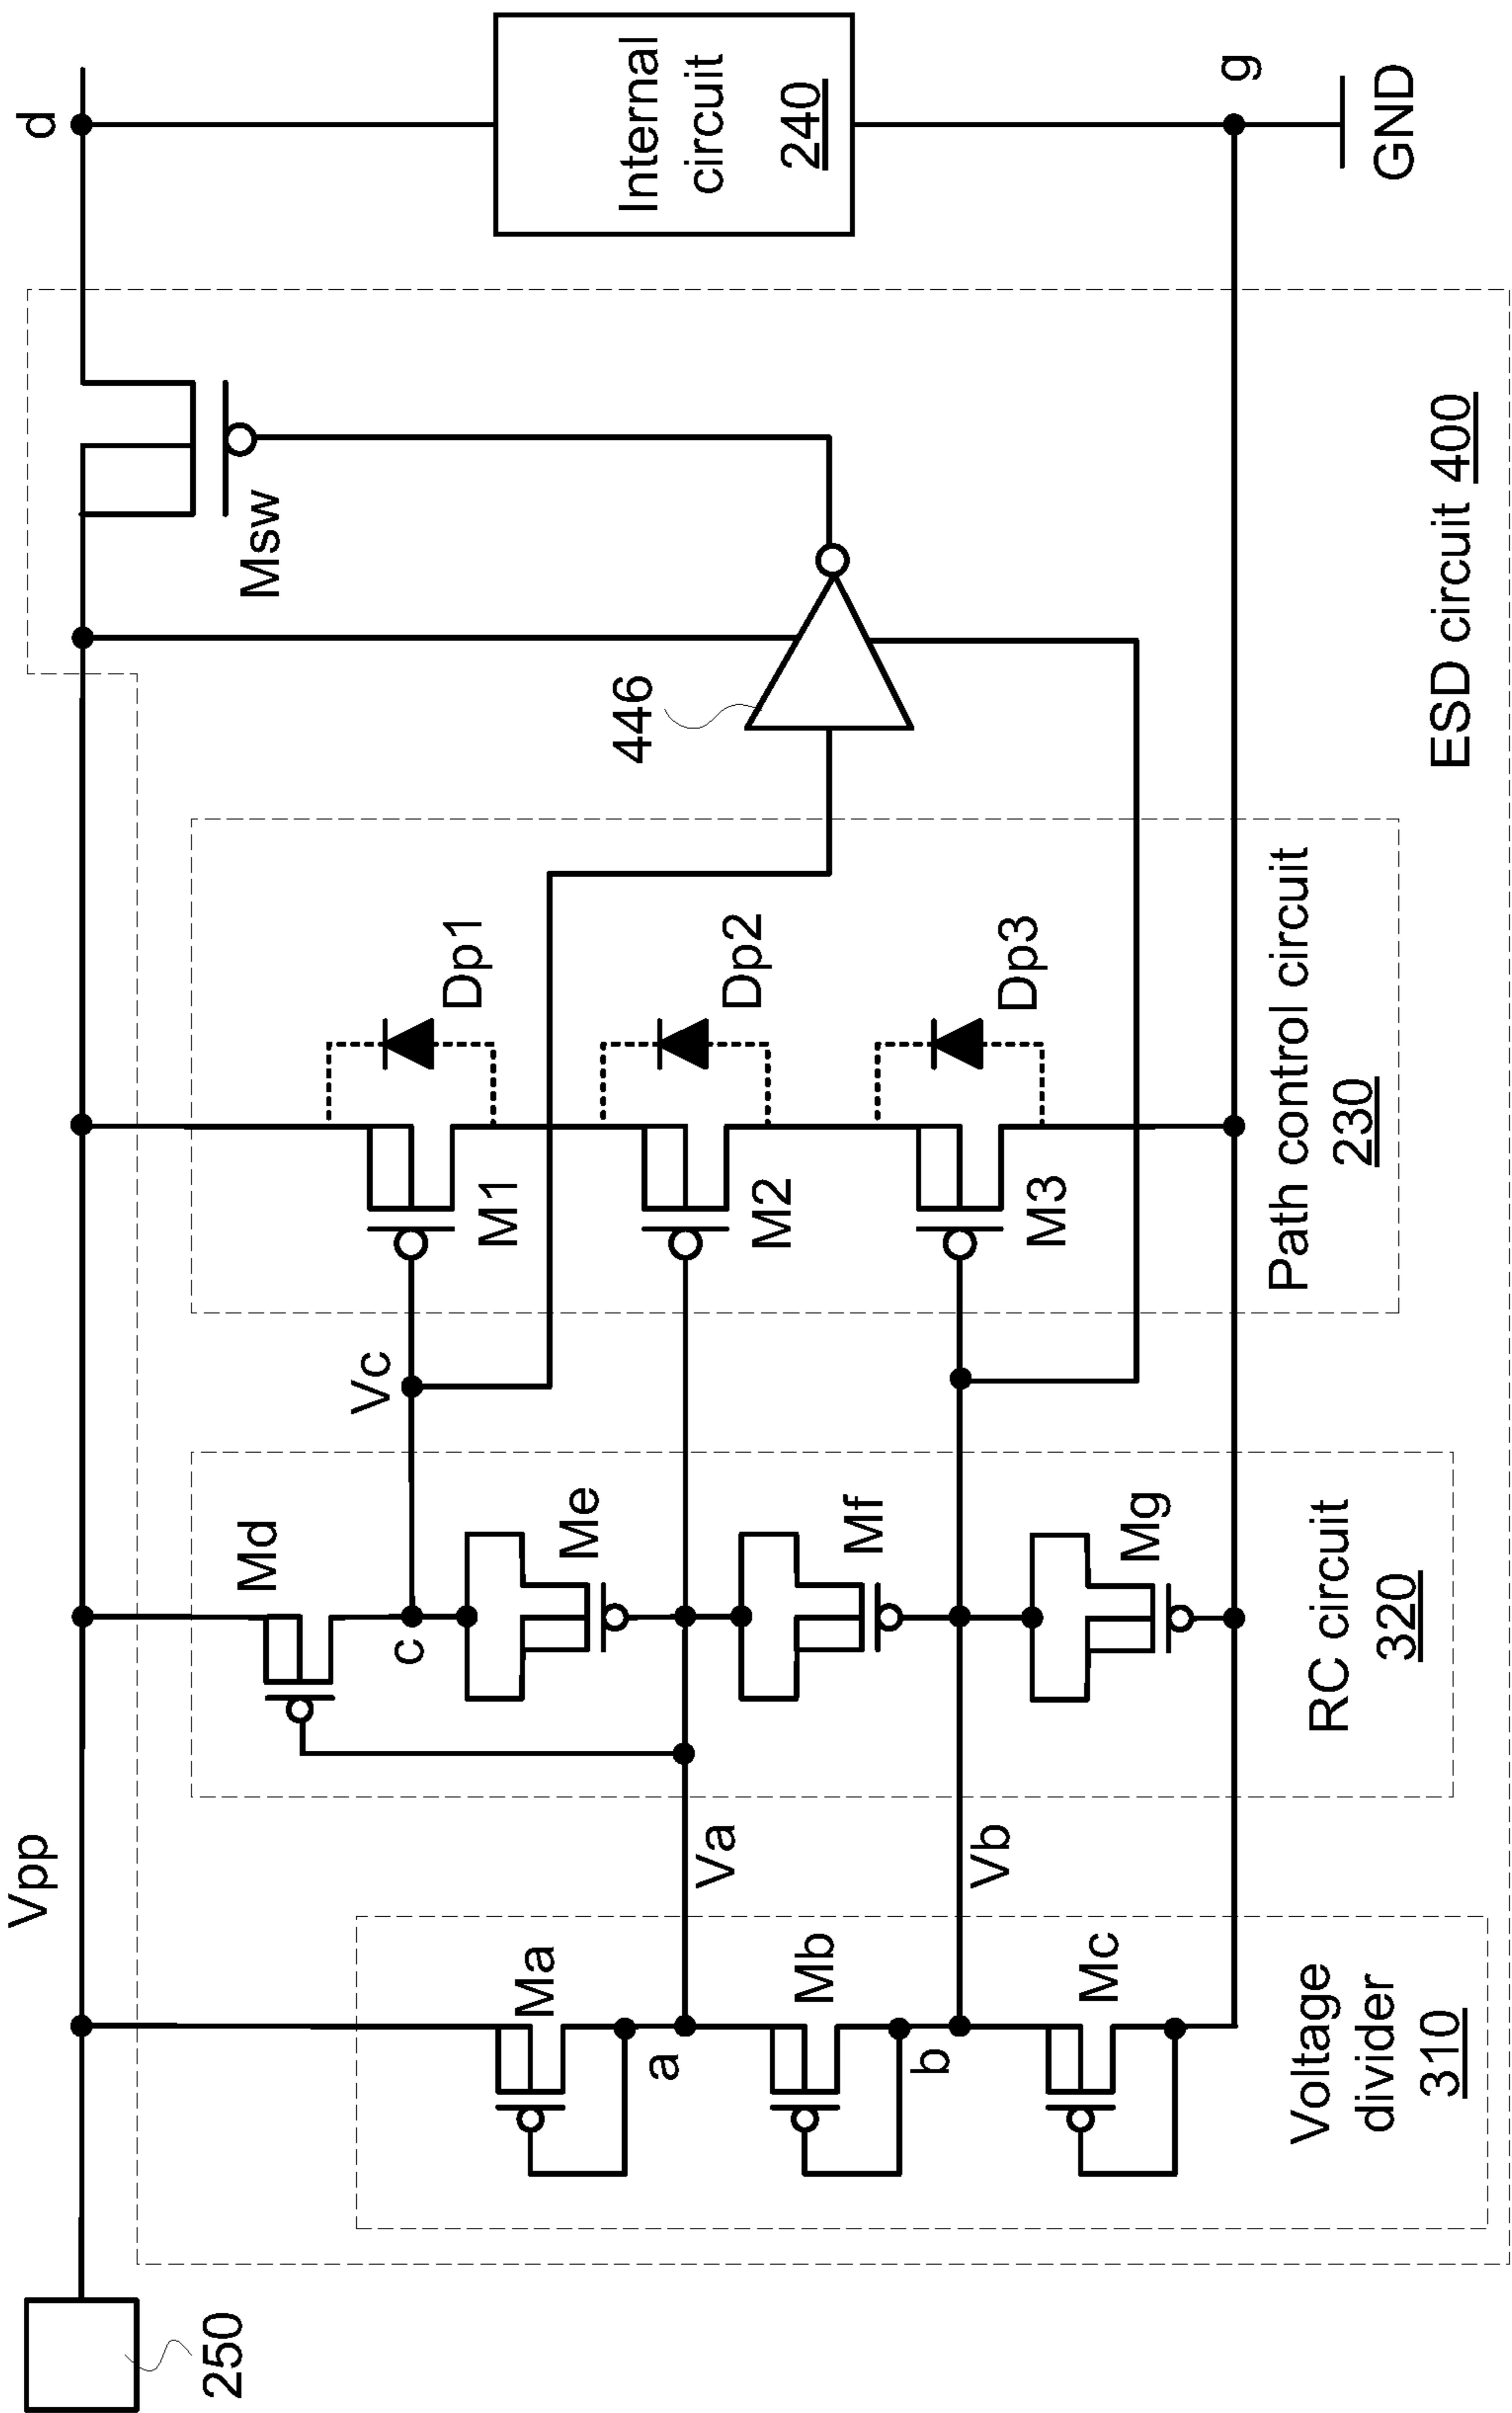 250
Vpp
d
Voltage
divider
310
Ma
Mb
Mc
a
b
Va
Vb
RC circuit
320
Md
Me
Mf
Mg
c
Vc
Path control circuit
230
M1
M2
M3
Dp1
Dp2
Dp3
446
Msw
ESD circuit 400
Internal
circuit
240
g
GND